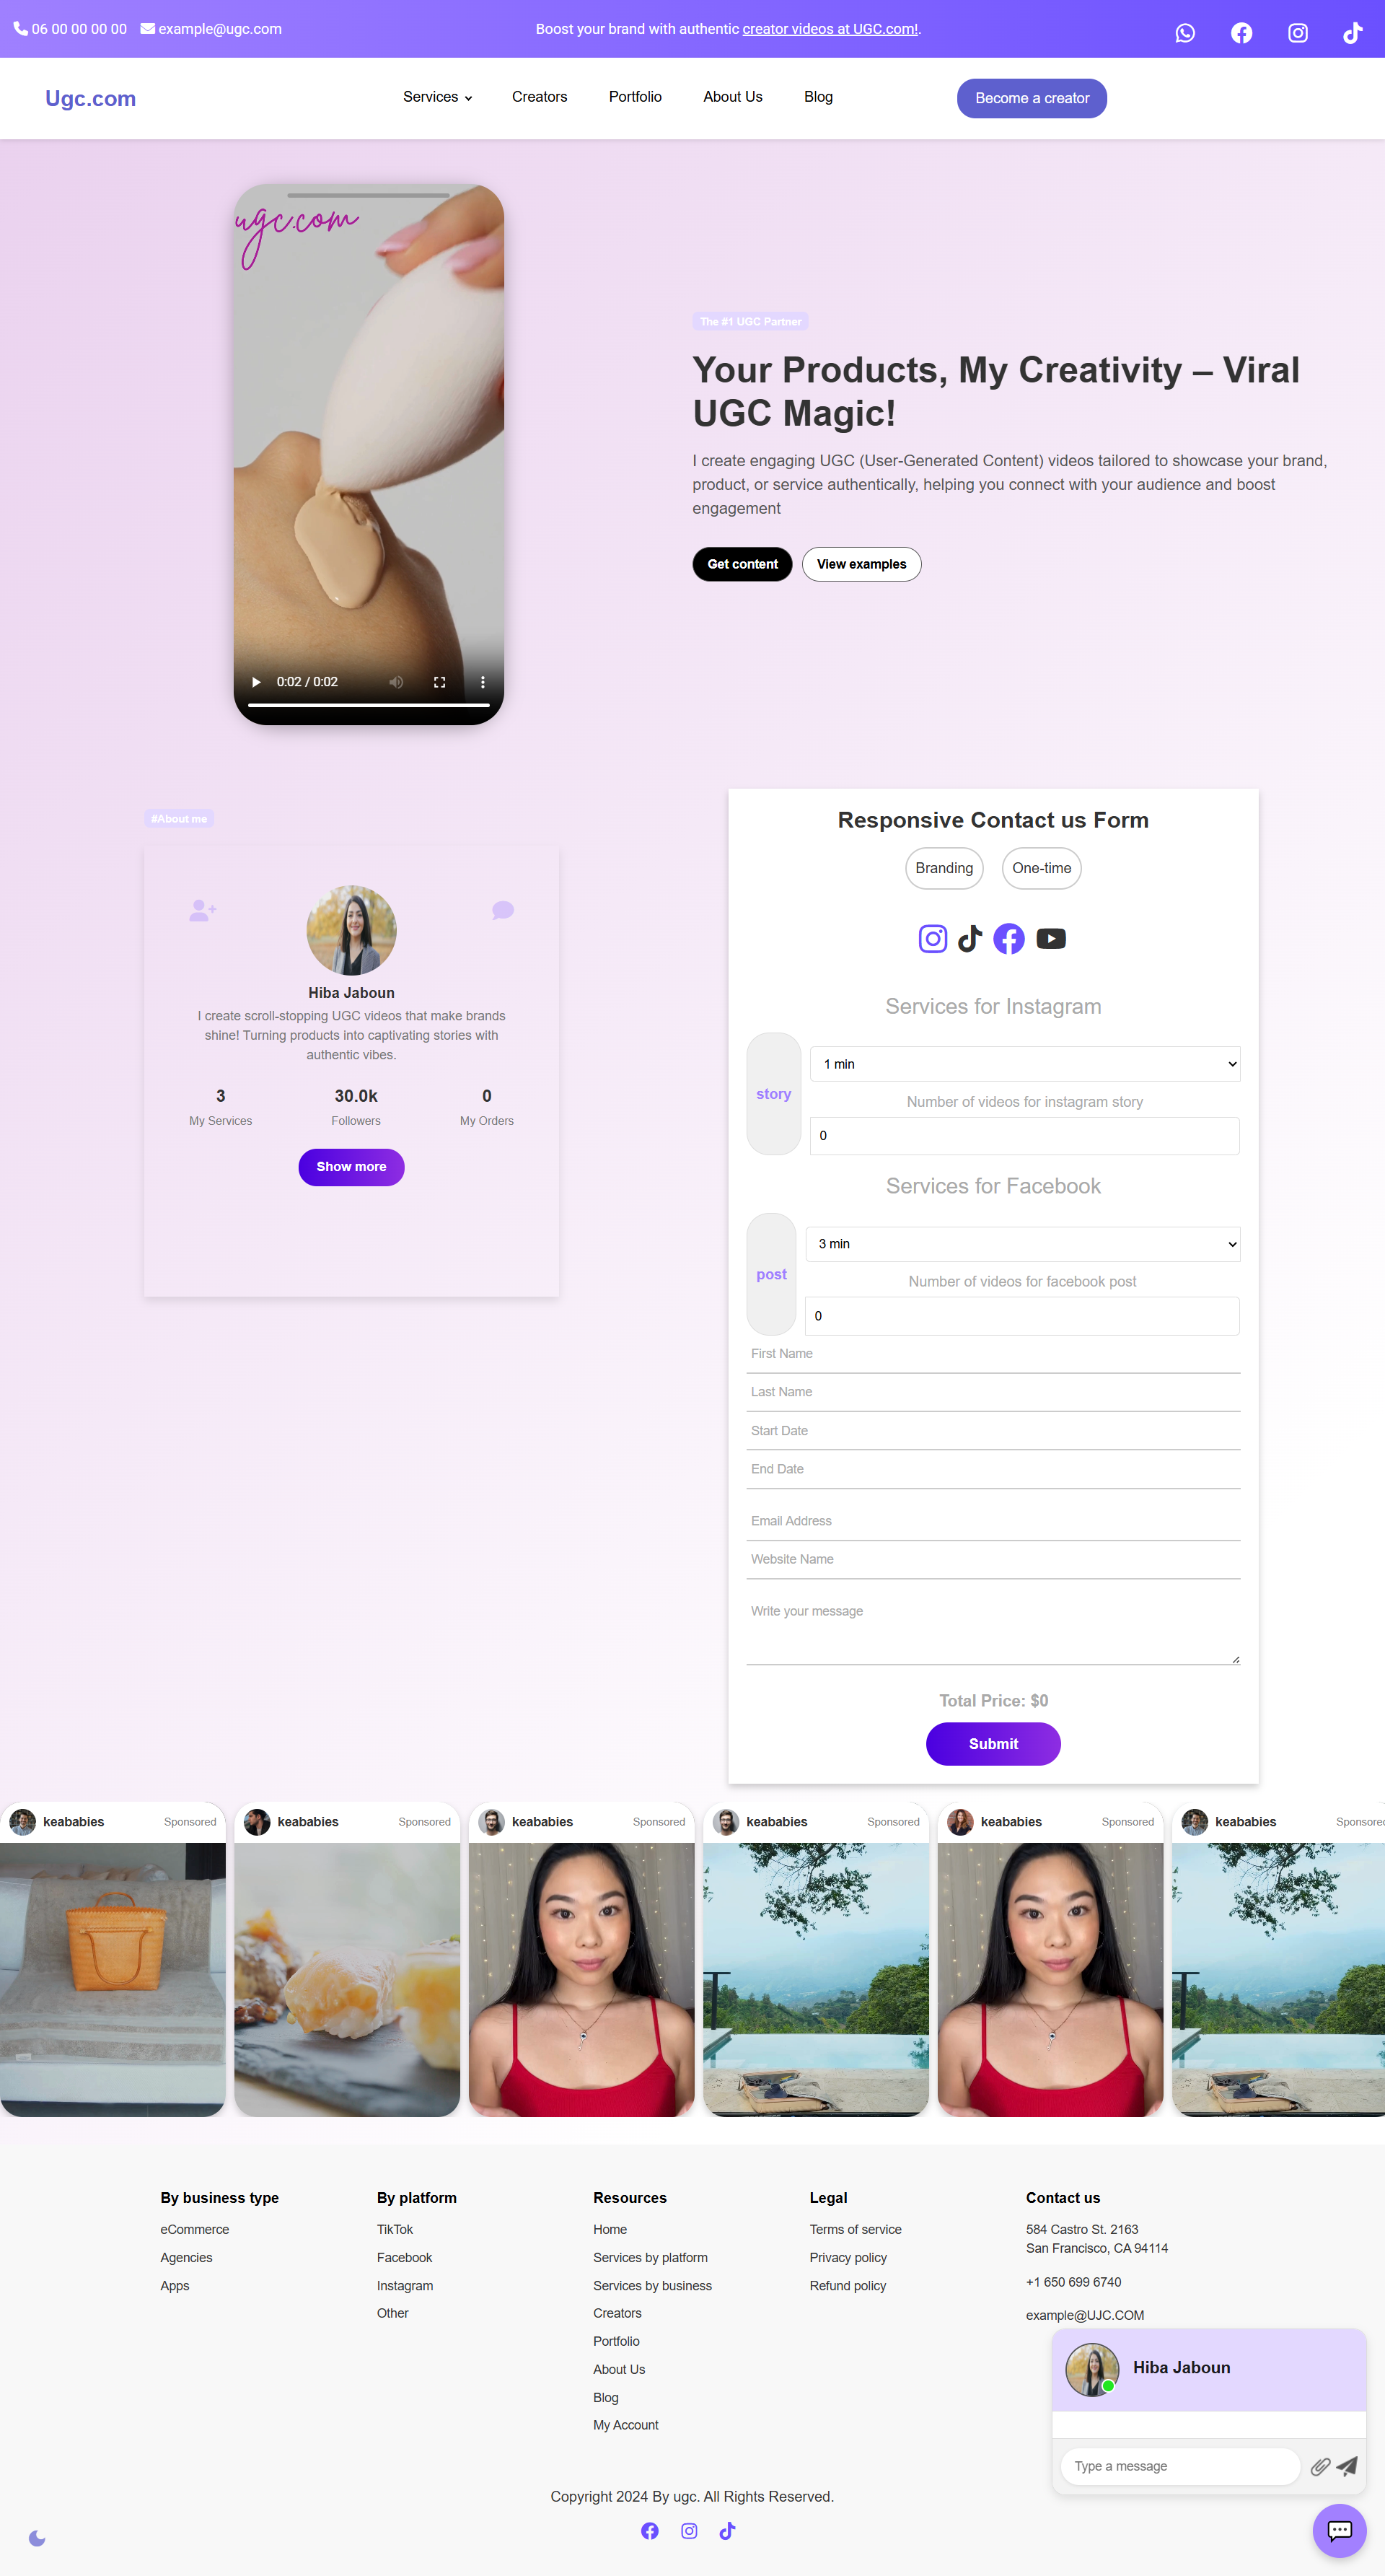 06 00 00 00 00 example@ugc.com
Boost your brand with authentic creator videos at UGC.com!.
Ugc.com
Services
Creators
Portfolio
About Us
Blog
Become a creator
ugc.com
0:02 / 0:02
The #1 UGC Partner
Your Products, My Creativity – Viral
UGC Magic!
I create engaging UGC (User-Generated Content) videos tailored to showcase your brand,
product, or service authentically, helping you connect with your audience and boost
engagement
Get content
View examples
#About me
Hiba Jaboun
I create scroll-stopping UGC videos that make brands
shine! Turning products into captivating stories with
authentic vibes.
3
My Services
30.0k
Followers
0
My Orders
Show more
Responsive Contact us Form
Branding
One-time
Services for Instagram
story
1 min
Number of videos for instagram story
0
Services for Facebook
post
3 min
Number of videos for facebook post
0
First Name
Last Name
Start Date
End Date
Email Address
Website Name
Write your message
Total Price: $0
Submit
keababies Sponsored
keababies Sponsored
keababies Sponsored
keababies Sponsored
keababies Sponsored
keababies Sponsored
By business type
eCommerce
Agencies
Apps
By platform
TikTok
Facebook
Instagram
Other
Resources
Home
Services by platform
Services by business
Creators
Portfolio
About Us
Blog
My Account
Legal
Terms of service
Privacy policy
Refund policy
Contact us
584 Castro St. 2163
San Francisco, CA 94114
+1 650 699 6740
example@UJC.COM
Hiba Jaboun
Type a message
Copyright 2024 By ugc. All Rights Reserved.